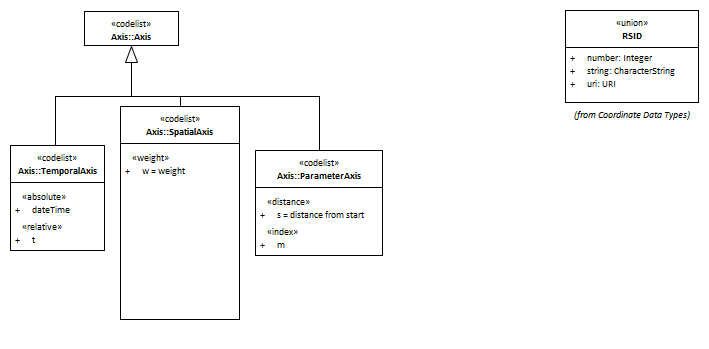 «codelist»
Axis::Axis
«union»
RSID
+ number: Integer
+ string: CharacterString
+ uri: URI
(from Coordinate Data Types)
«codelist»
Axis::SpatialAxis
«weight»
+ w = weight
«codelist»
Axis::TemporalAxis
«absolute»
+ dateTime
«relative»
+ t
«codelist»
Axis::ParameterAxis
«distance»
+ s = distance from start
«index»
+ m